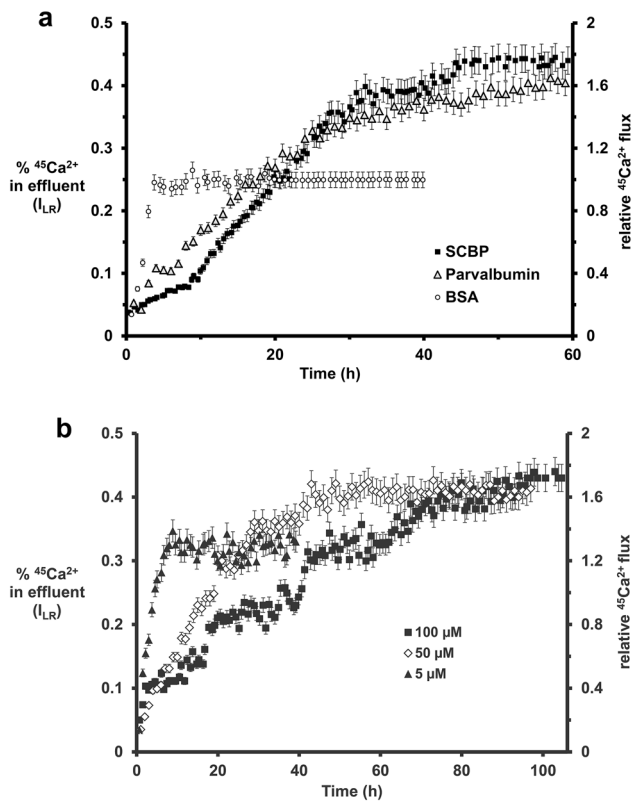 a
0.5
0.4
0.3
0.2
0.1
0
% ⁴⁵Ca²⁺
in effluent
(I_LR)
2
1.6
1.2
0.8
0.4
0
relative ⁴⁵Ca²⁺ flux
SCBP
Parvalbumin
BSA
0 20 40 60
Time (h)
b
0.5
0.4
0.3
0.2
0.1
0
% ⁴⁵Ca²⁺
in effluent
(I_LR)
2
1.6
1.2
0.8
0.4
0
relative ⁴⁵Ca²⁺ flux
100 µM
50 µM
5 µM
0 20 40 60 80 100
Time (h)